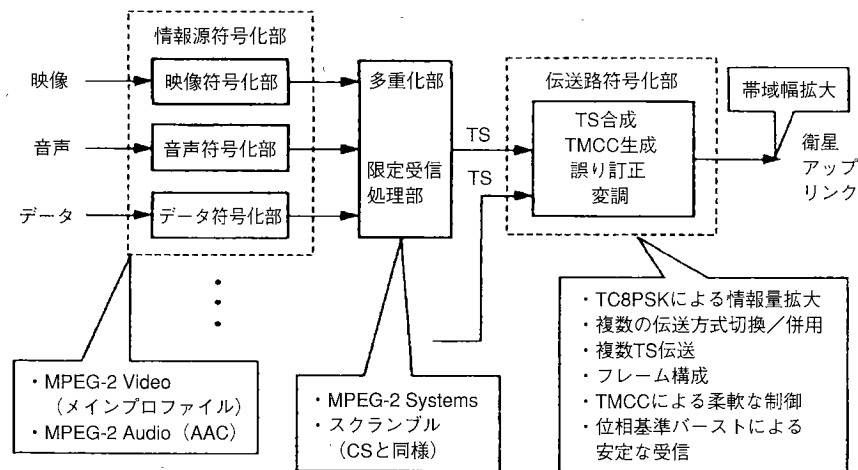 情報源符号化部
映像
映像符号化部
音声
音声符号化部
データ
データ符号化部
多重化部
限定受信
処理部
TS
TS
伝送路符号化部
TS合成
TMCC生成
誤り訂正
変調
帯域幅拡大
衛星
アップ
リンク
・MPEG-2 Video
（メインプロファイル）
・MPEG-2 Audio（AAC）
・MPEG-2 Systems
・スクランブル
（CSと同様）
・TC8PSKによる情報量拡大
・複数の伝送方式切換／併用
・複数TS伝送
・フレーム構成
・TMCCによる柔軟な制御
・位相基準バーストによる
安定な受信